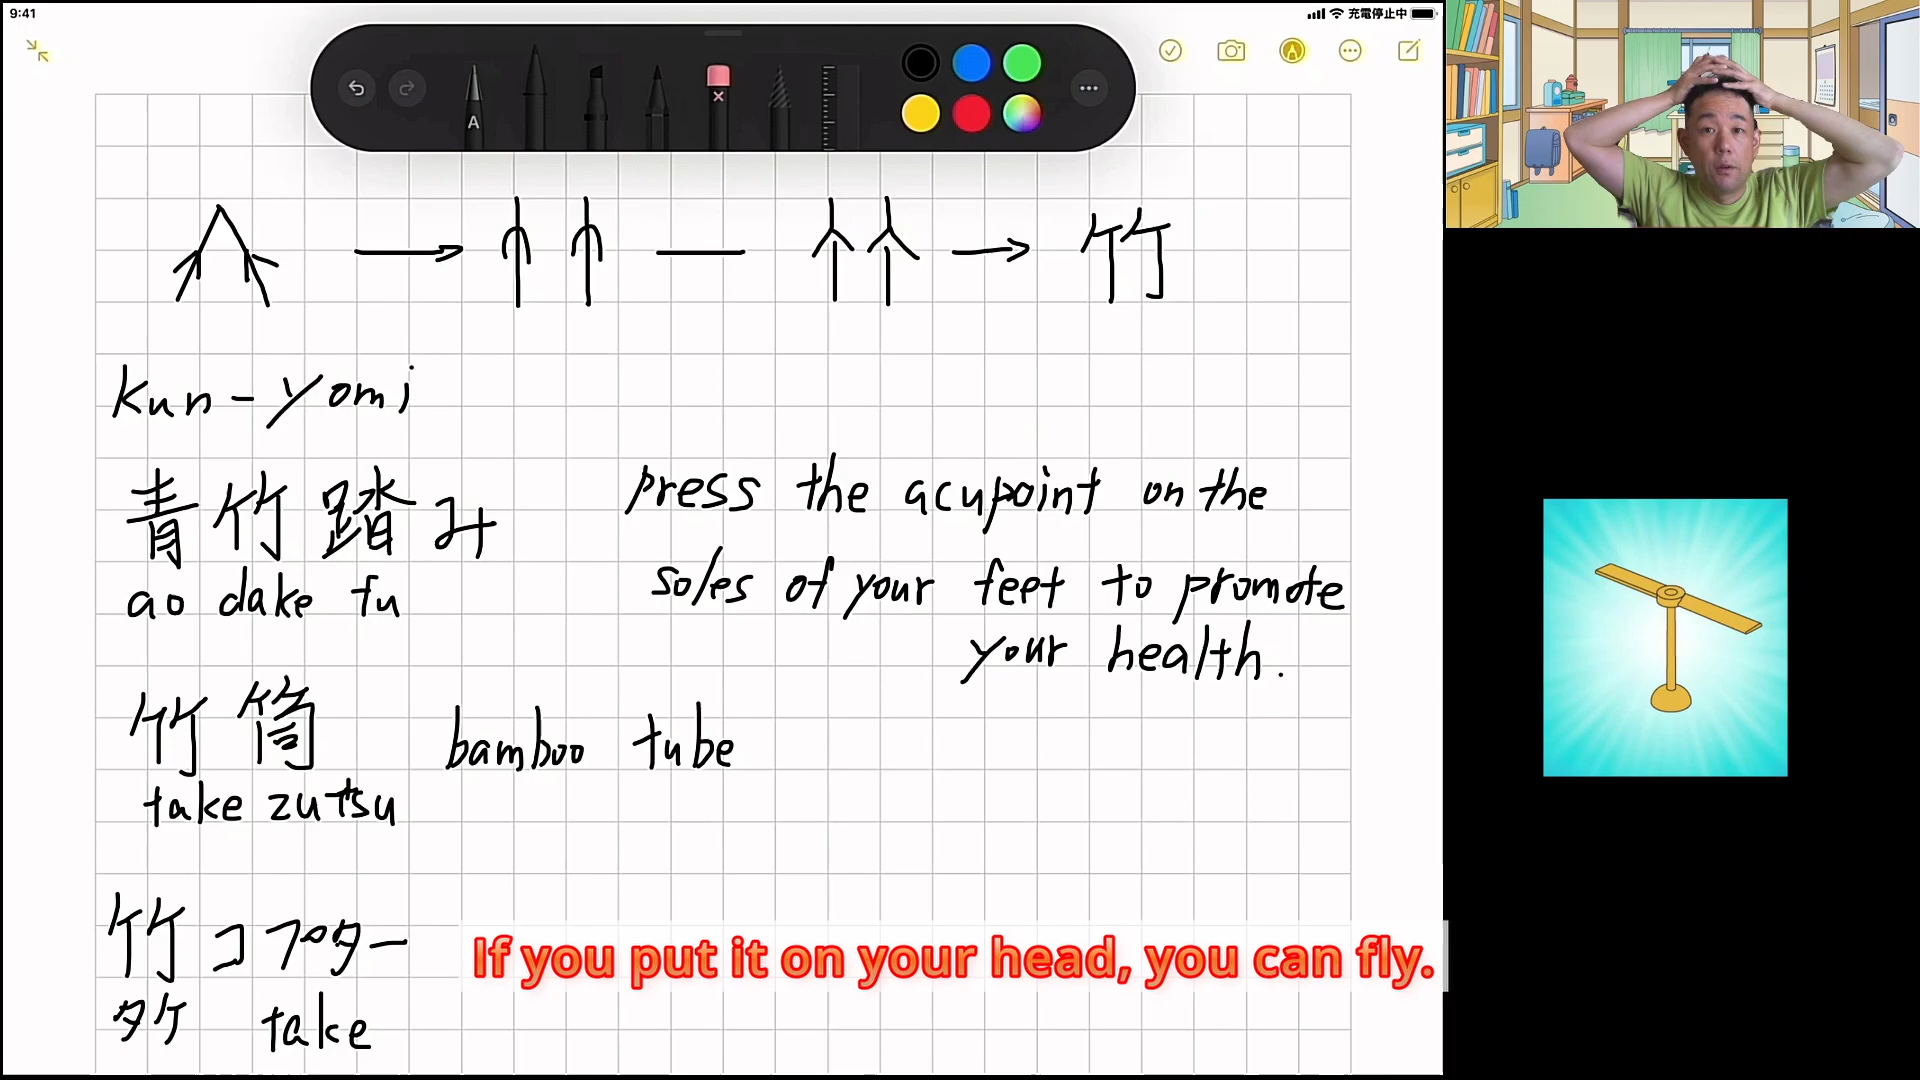 9:41 充電停止中
A
竹
kun-yomi
青竹踏み press the acupoint on the
ao dake fu soles of your feet to promote
your health.
竹筒 bamboo tube
take zutsu
竹コプター If you put it on your head, you can fly.
タケ take